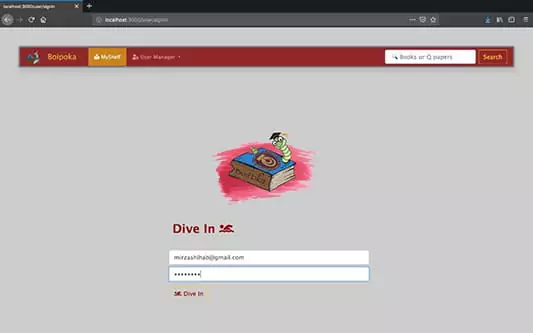 localhost:3000/user/signin
localhost:3000/user/signin
Boipoka MyShelf User Manager Books or Q papers Search
Dive In
mirzashihab@gmail.com
••••••••
Dive In